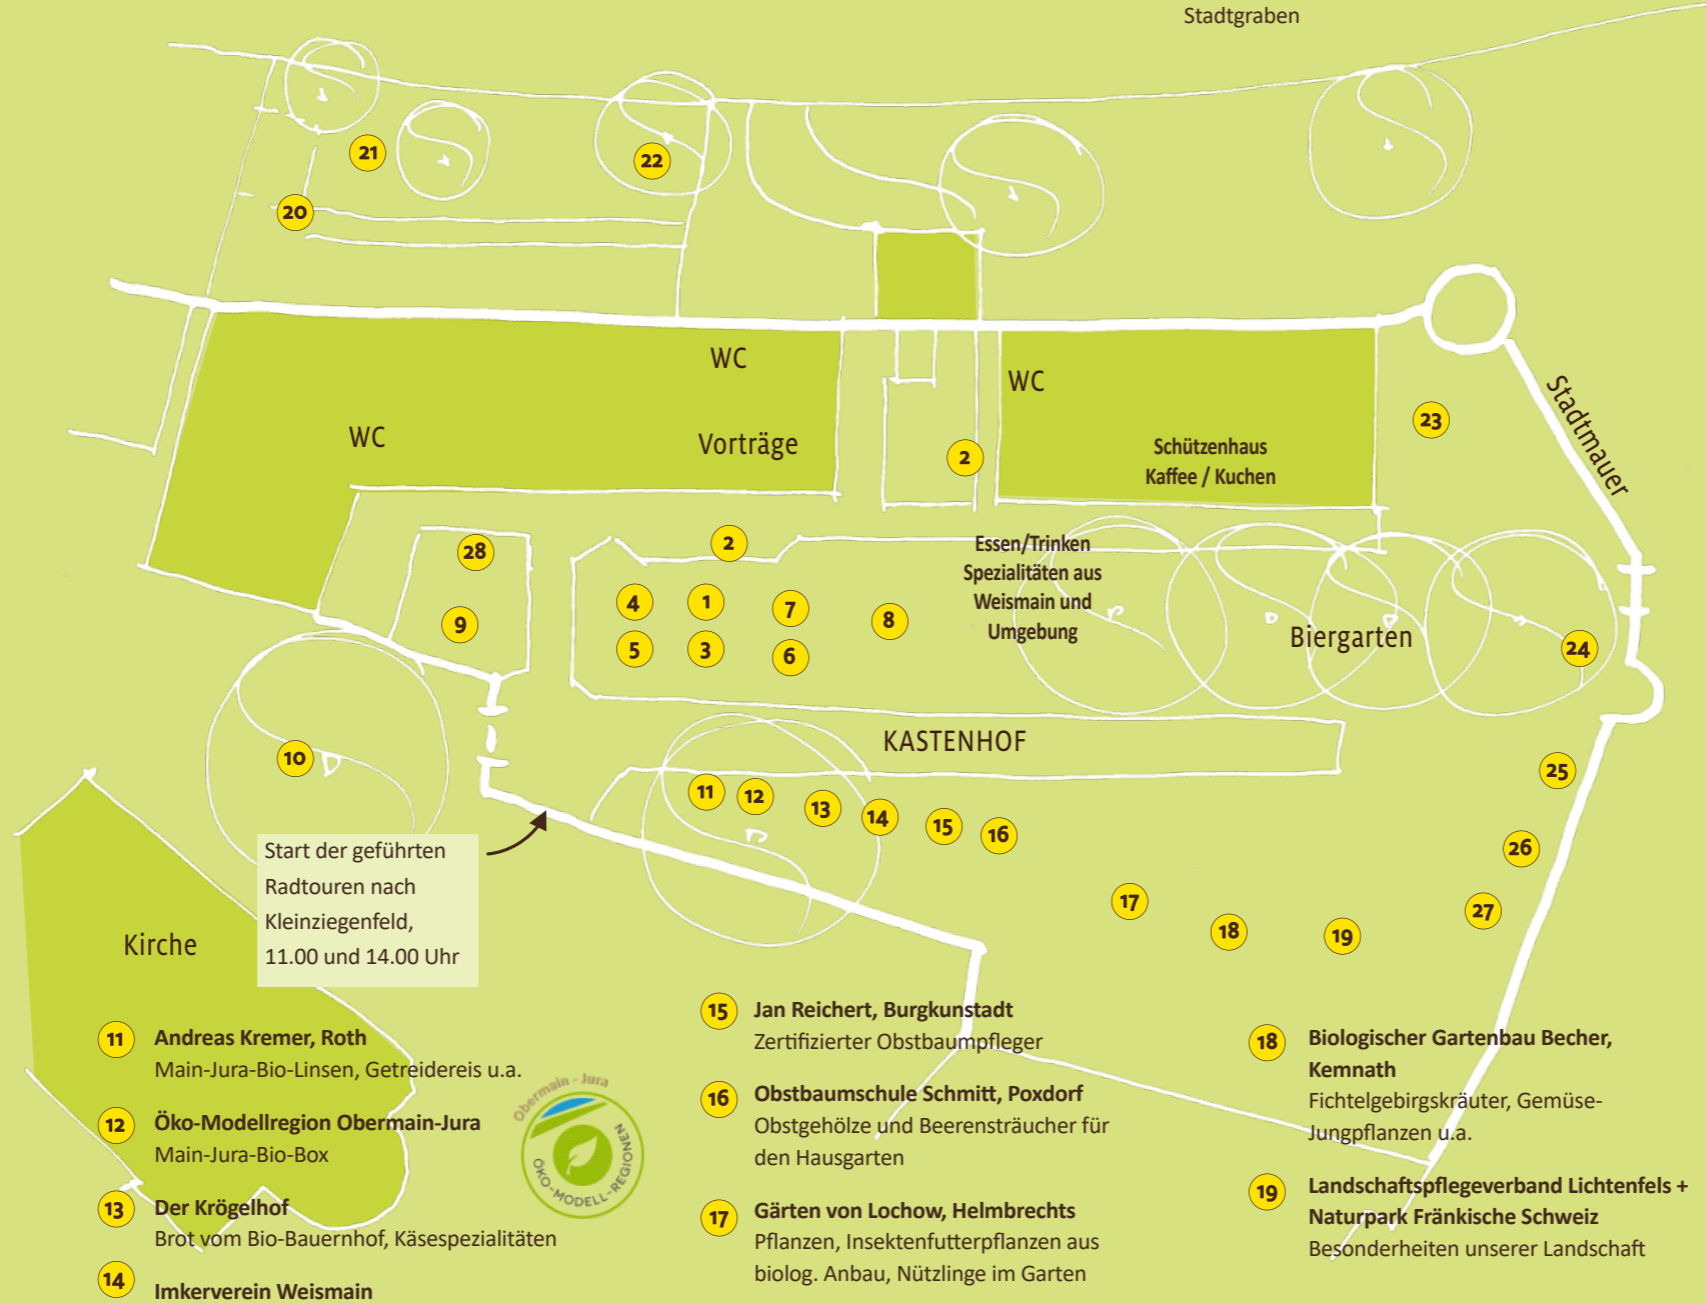 Stadtgraben
21
22
20
WC
WC
WC
Vorträge
2
Schützenhaus
Kaffee / Kuchen
23
Stadtmauer
28
2
9
4
1
7
8
5
3
6
Essen/Trinken
Spezialitäten aus
Weismain und
Umgebung
Biergarten
24
10
KASTENHOF
11
12
13
14
15
16
25
26
27
17
18
19
Start der geführten
Radtouren nach
Kleinziegenfeld,
11.00 und 14.00 Uhr
Kirche
11 Andreas Kremer, Roth
Main-Jura-Bio-Linsen, Getreidereis u.a.
12 Öko-Modellregion Obermain-Jura
Main-Jura-Bio-Box
13 Der Krögelhof
Brot vom Bio-Bauernhof, Käsespezialitäten
14 Imkerverein Weismain
Obermain - Jura
ÖKO-MODELL-REGIONEN
15 Jan Reichert, Burgkunstadt
Zertifizierter Obstbaumpfleger
16 Obstbaumschule Schmitt, Poxdorf
Obstgehölze und Beerensträucher für
den Hausgarten
17 Gärten von Lochow, Helmbrechts
Pflanzen, Insektenfutterpflanzen aus
biolog. Anbau, Nützlinge im Garten
18 Biologischer Gartenbau Becher,
Kemnath
Fichtelgebirgskräuter, Gemüse-
Jungpflanzen u.a.
19 Landschaftspflegeverband Lichtenfels +
Naturpark Fränkische Schweiz
Besonderheiten unserer Landschaft